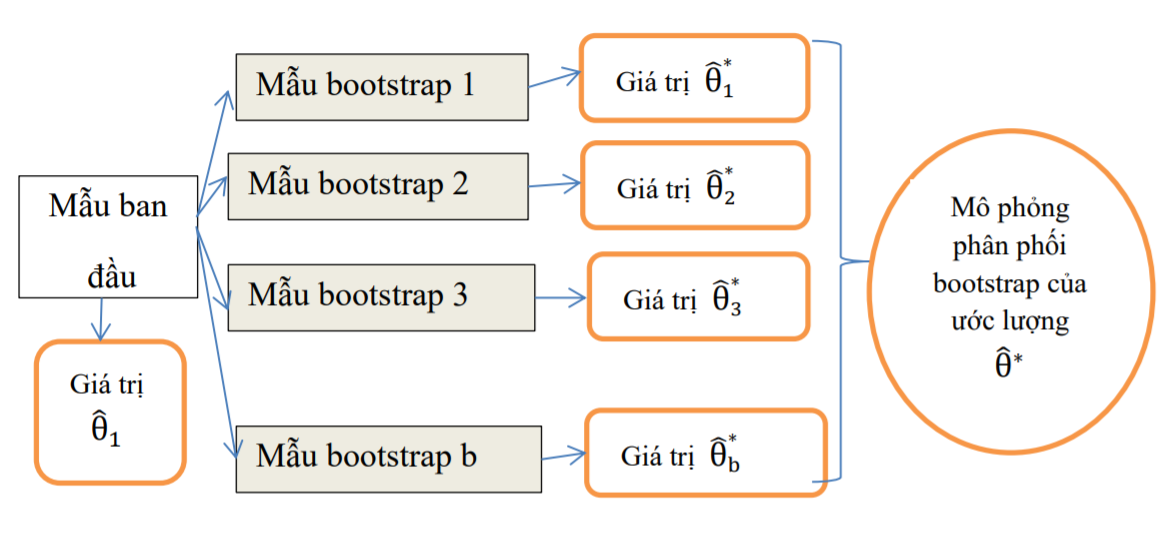 Mẫu bootstrap 1
Giá trị θ̂₁*
Mẫu bootstrap 2
Giá trị θ̂₂*
Mẫu ban
đầu
Mẫu bootstrap 3
Giá trị θ̂₃*
Giá trị
θ̂₁
Mẫu bootstrap b
Giá trị θ̂_b*
Mô phỏng
phân phối
bootstrap của
ước lượng
θ̂*